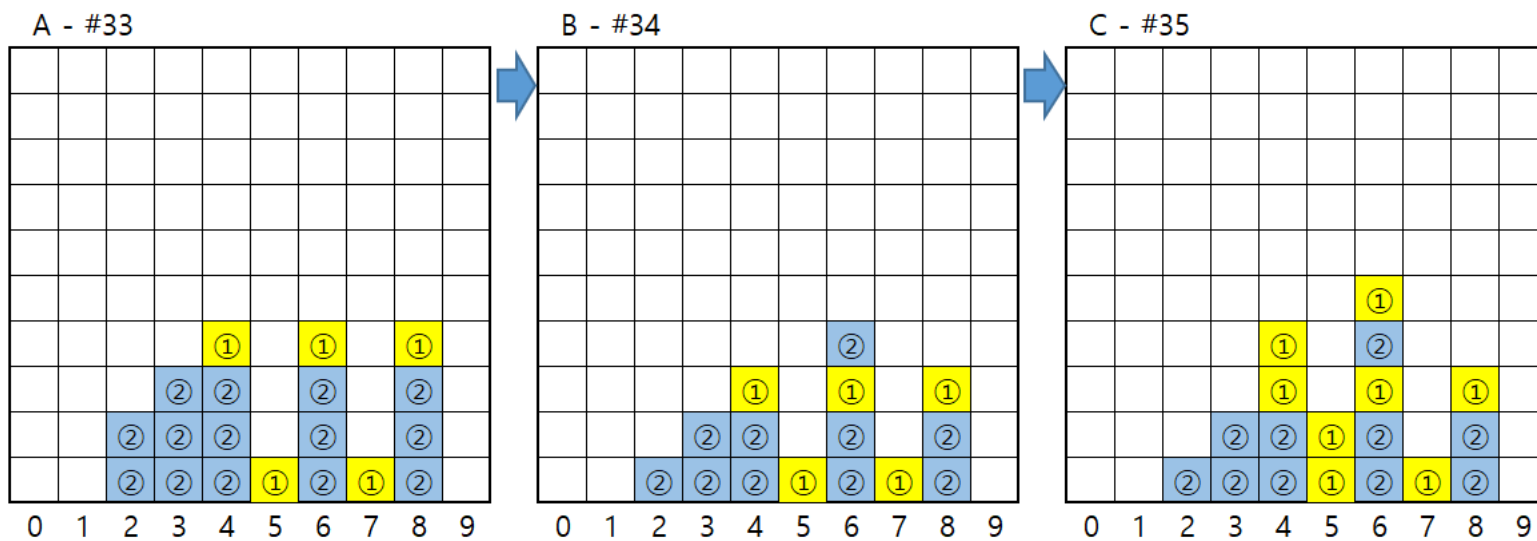 A - #33 B - #34 C - #35
①
① ① ① ② ① ②
② ② ② ② ① ① ① ① ① ①
② ② ② ② ② ② ② ② ② ② ② ① ② ②
② ② ② ① ② ① ② ② ② ② ① ② ① ② ② ② ② ① ② ① ②
0 1 2 3 4 5 6 7 8 9 0 1 2 3 4 5 6 7 8 9 0 1 2 3 4 5 6 7 8 9